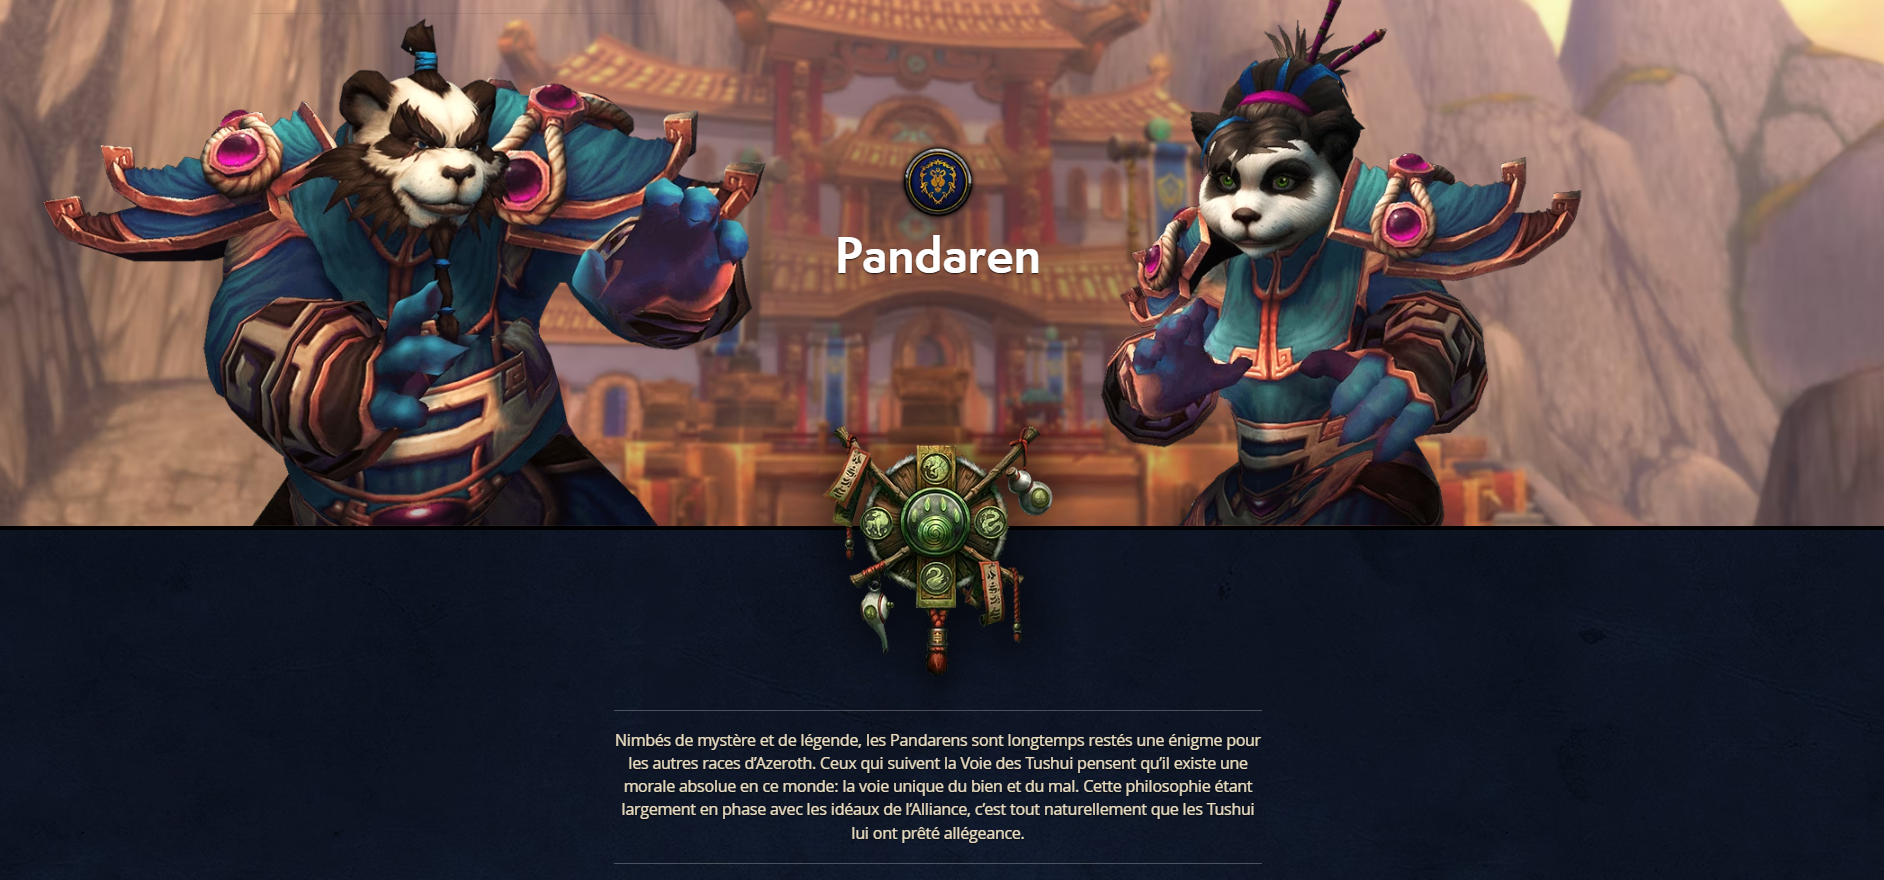 Pandaren
Nimbés de mystère et de légende, les Pandarens sont longtemps restés une énigme pour
les autres races d’Azeroth. Ceux qui suivent la Voie des Tushui pensent qu’il existe une
morale absolue en ce monde: la voie unique du bien et du mal. Cette philosophie étant
largement en phase avec les idéaux de l’Alliance, c’est tout naturellement que les Tushui
lui ont prêté allégeance.